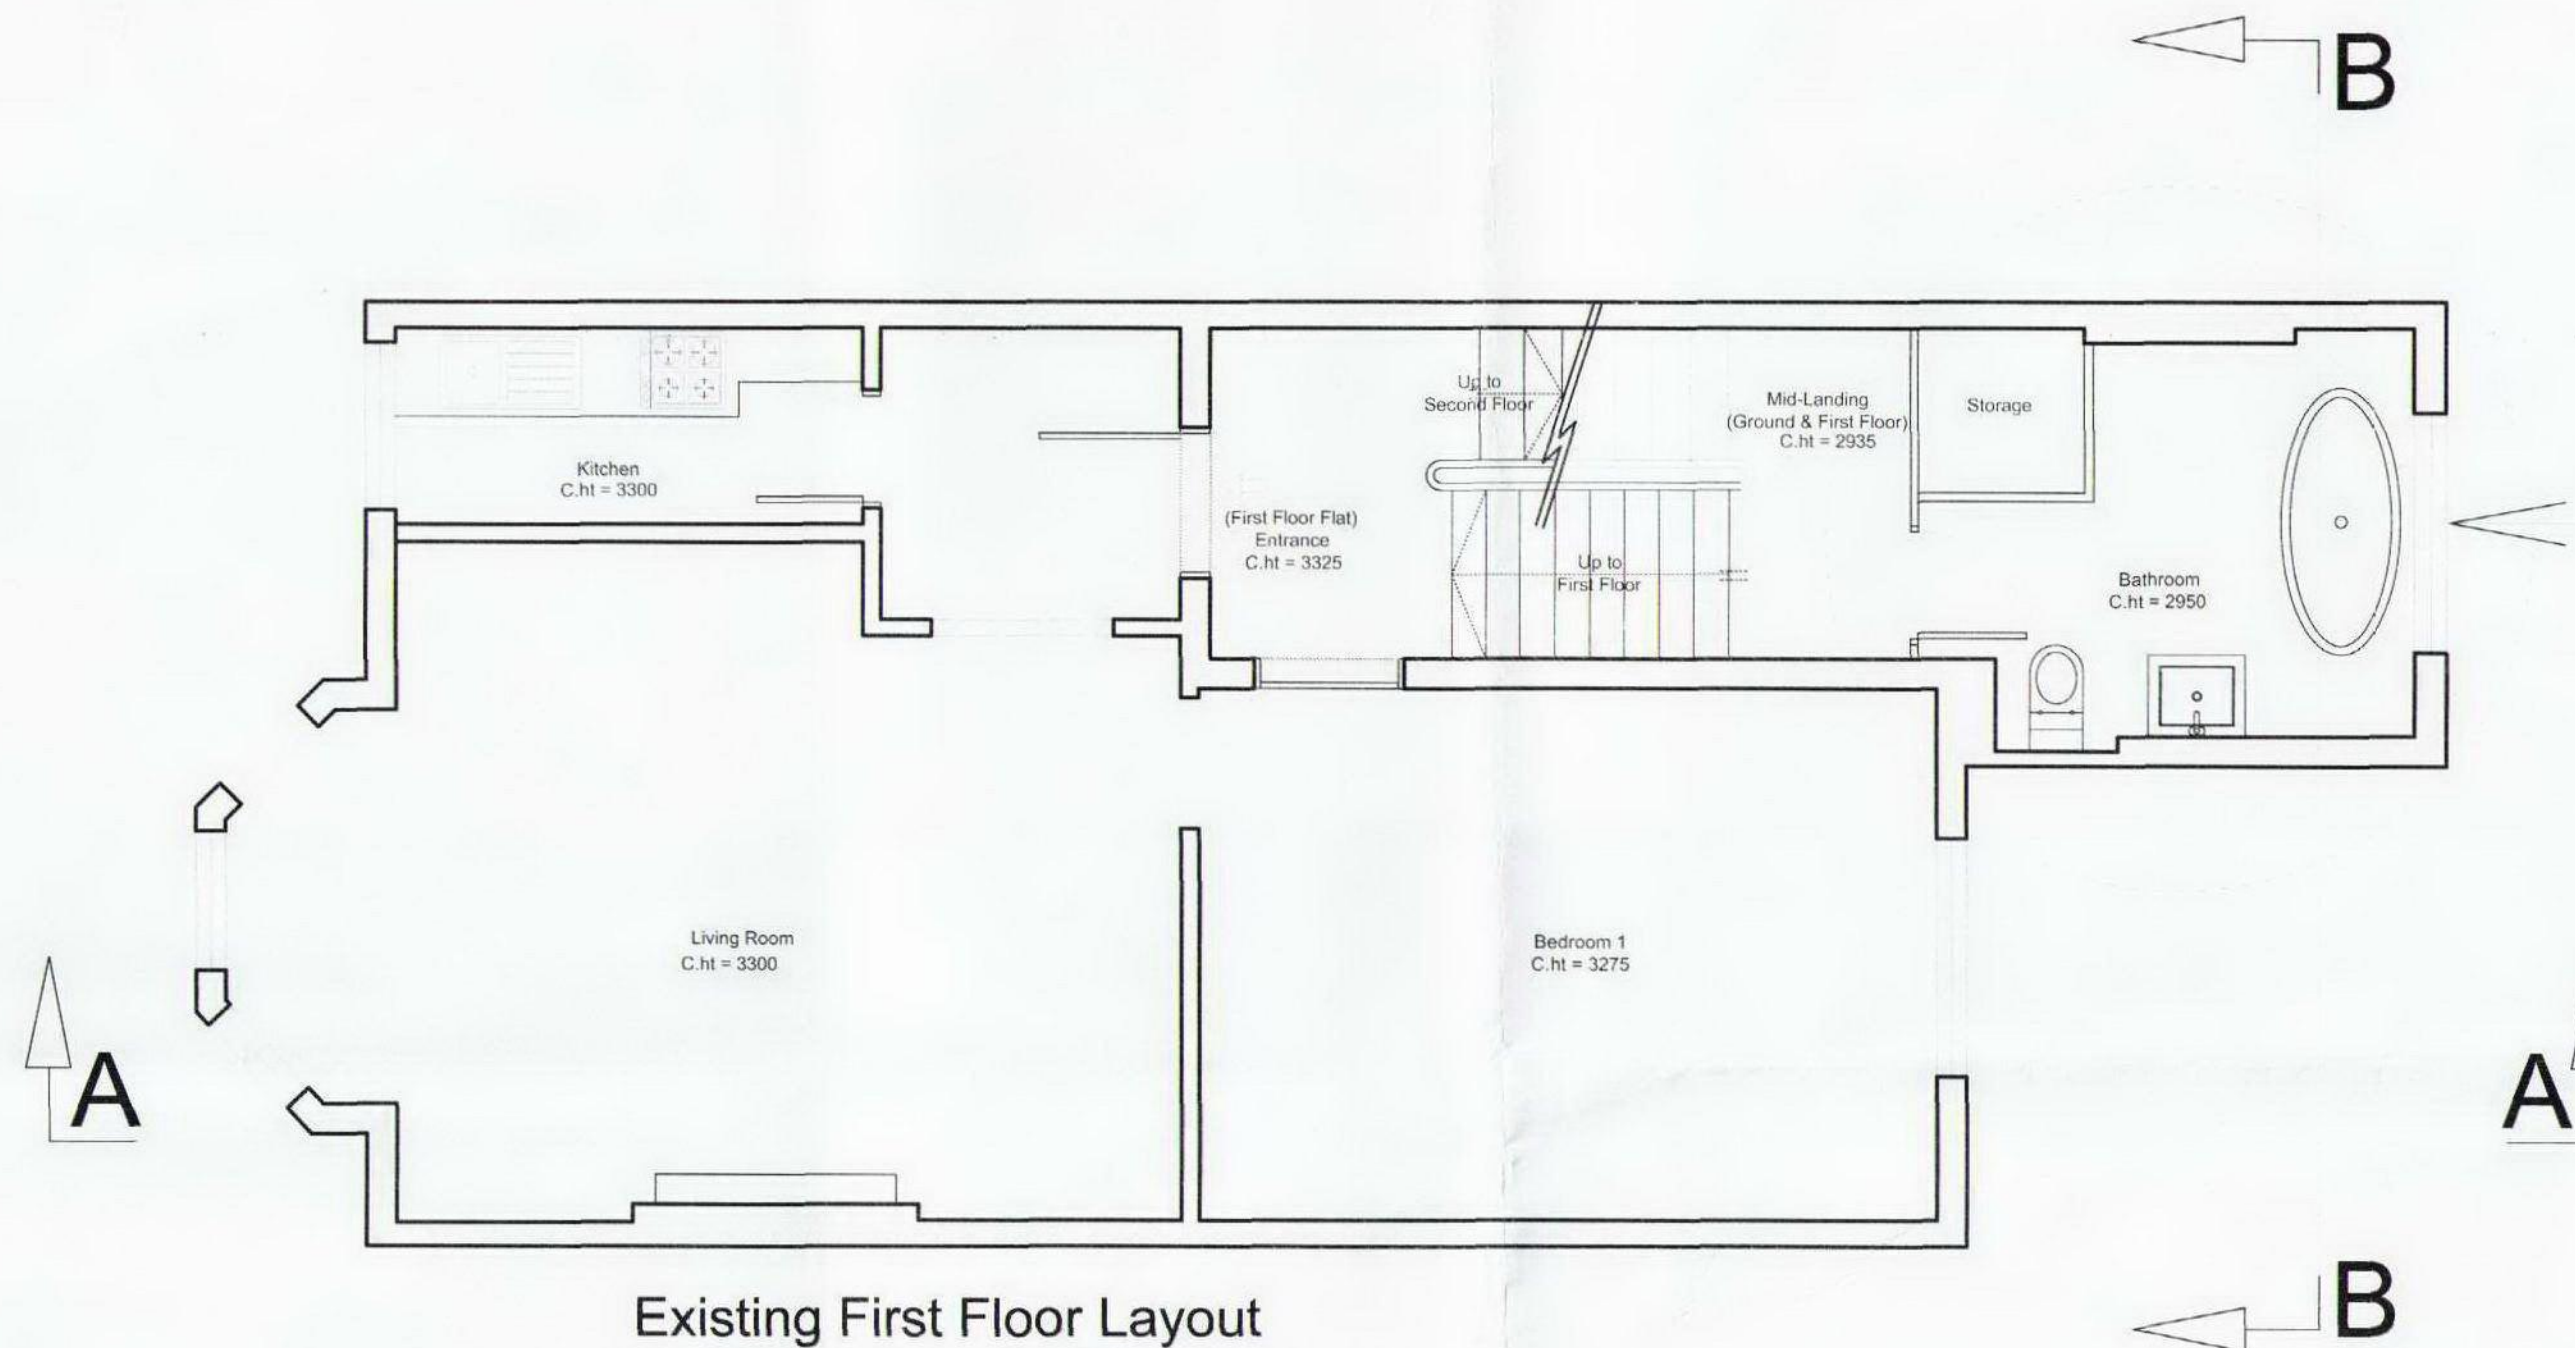 B
Up to
Second Floor
Mid-Landing
(Ground & First Floor)
C.ht = 2935
Storage
Kitchen
C.ht = 3300
(First Floor Flat)
Entrance
C.ht = 3325
Up to
First Floor
Bathroom
C.ht = 2950
Living Room
C.ht = 3300
Bedroom 1
C.ht = 3275
A
A
Existing First Floor Layout
B